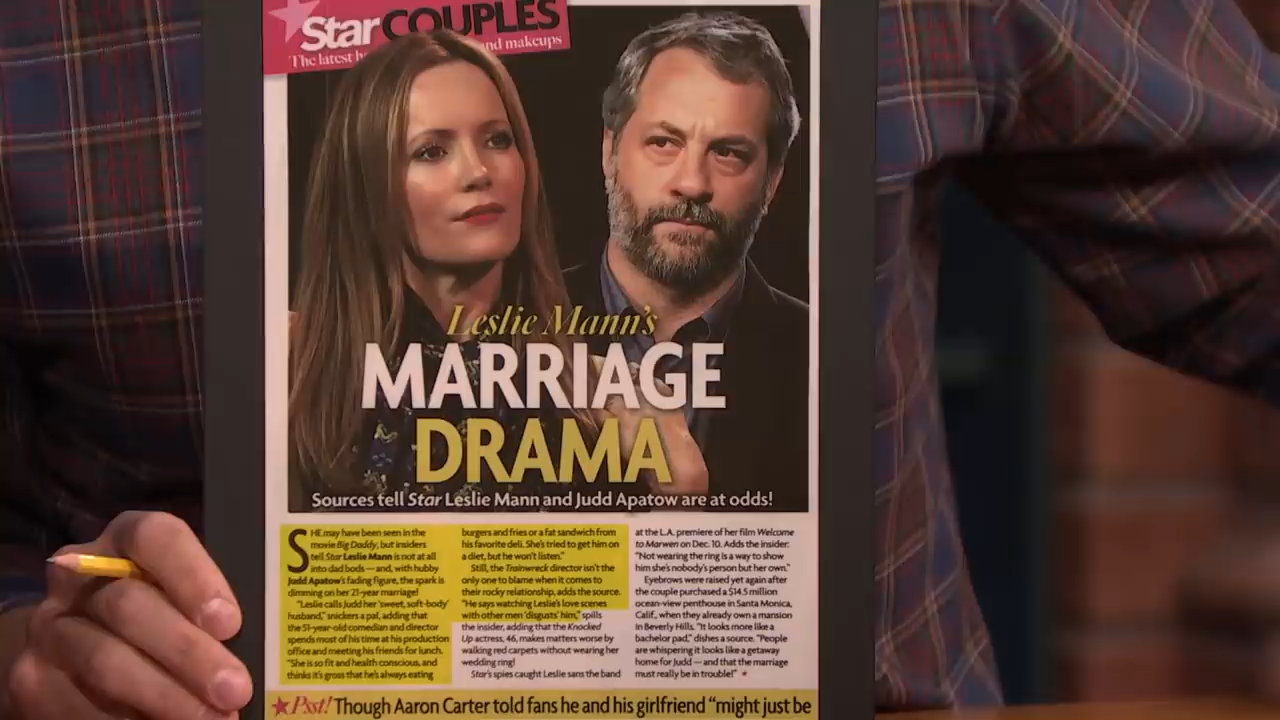 Star COUPLES
The latest
and makeups
Leslie Mann's
MARRIAGE
DRAMA
Sources tell Star Leslie Mann and Judd Apatow are at odds!
SHE may have been seen in the
movie Big Daddy, but insiders
tell Star Leslie Mann is not at all
into dad bods — and, with hubby
Judd Apatow's fading figure, the spark is
dimming on her 21-year marriage!
"Leslie calls Judd her 'sweet, soft-body'
husband," snickers a pal, adding that
the 51-year-old comedian and director
spends most of his time at his production
office and meeting his friends for lunch.
"She is so fit and health conscious, and
thinks it's gross that he's always eating
burgers and fries or a fat sandwich from
his favorite deli. She's tried to get him on
a diet, but he won't listen."
Still, the Trainwreck director isn't the
only one to blame when it comes to
their rocky relationship, adds the source.
"He says watching Leslie's love scenes
with other men 'disgusts' him," spills
the insider, adding that the Knocked
Up actress, 46, makes matters worse by
walking red carpets without wearing her
wedding ring!
Star's spies caught Leslie sans the band
at the L.A. premiere of her film Welcome
to Marwen on Dec. 10. Adds the insider:
"Not wearing the ring is a way to show
him she's nobody's person but her own."
Eyebrows were raised yet again after
the couple purchased a $14.5 million
ocean-view penthouse in Santa Monica,
Calif., when they already own a mansion
in Beverly Hills. "It looks more like a
bachelor pad," dishes a source. "People
are whispering it looks like a getaway
home for Judd — and that the marriage
must really be in trouble!"
Psst! Though Aaron Carter told fans he and his girlfriend "might just be